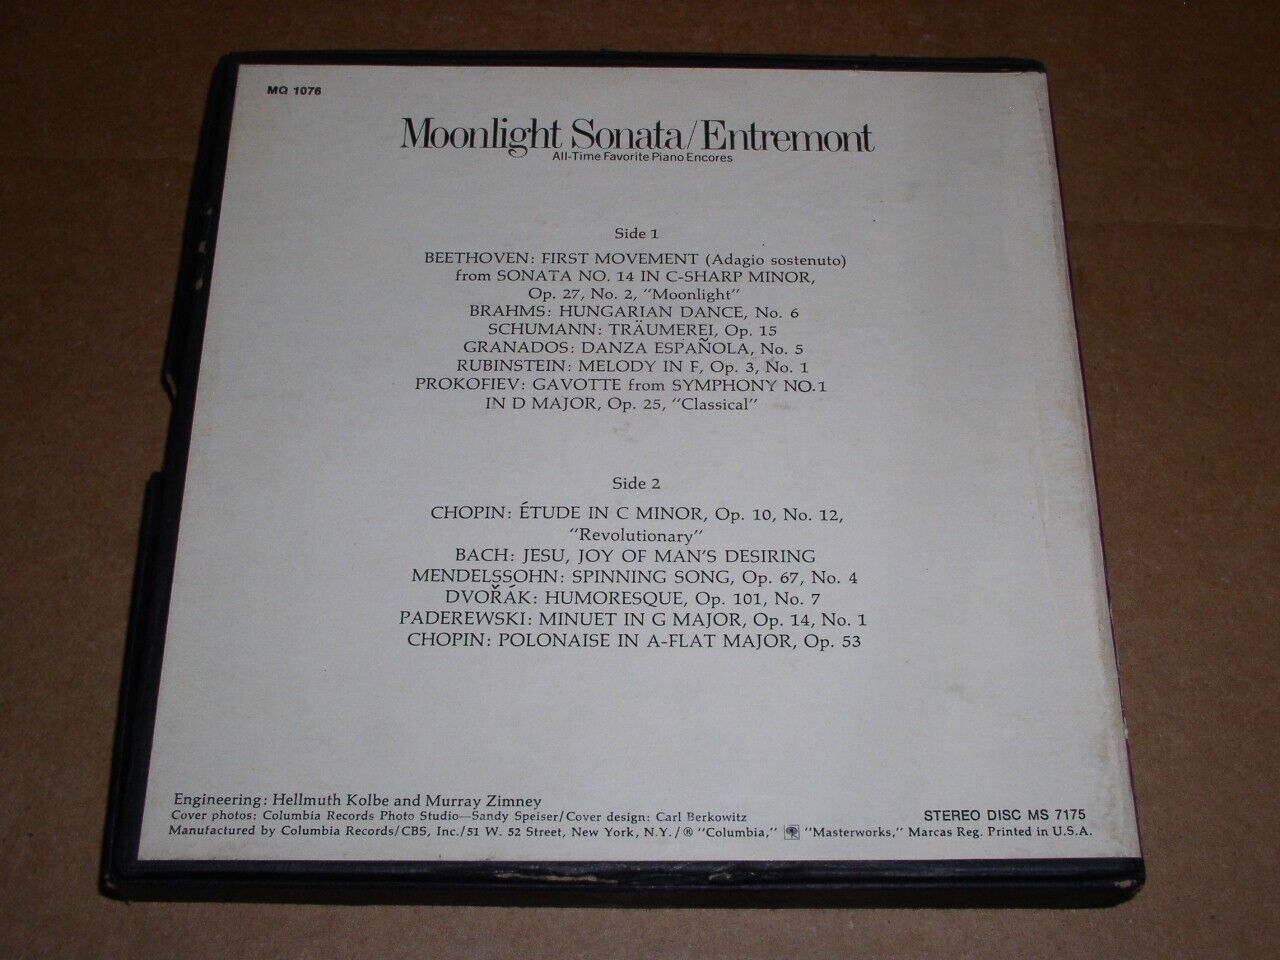 MQ 1076
Moonlight Sonata/Entremont
All-Time Favorite Piano Encores
Side 1
BEETHOVEN: FIRST MOVEMENT (Adagio sostenuto)
from SONATA NO. 14 IN C-SHARP MINOR,
Op. 27, No. 2, “Moonlight”
BRAHMS: HUNGARIAN DANCE, No. 6
SCHUMANN: TRÄUMEREI, Op. 15
GRANADOS: DANZA ESPAÑOLA, No. 5
RUBINSTEIN: MELODY IN F, Op. 3, No. 1
PROKOFIEV: GAVOTTE from SYMPHONY NO.1
IN D MAJOR, Op. 25, “Classical”
Side 2
CHOPIN: ÉTUDE IN C MINOR, Op. 10, No. 12,
“Revolutionary”
BACH: JESU, JOY OF MAN'S DESIRING
MENDELSSOHN: SPINNING SONG, Op. 67, No. 4
DVOŘÁK: HUMORESQUE, Op. 101, No. 7
PADEREWSKI: MINUET IN G MAJOR, Op. 14, No. 1
CHOPIN: POLONAISE IN A-FLAT MAJOR, Op. 53
Engineering: Hellmuth Kolbe and Murray Zimney
Cover photos: Columbia Records Photo Studio—Sandy Speiser/Cover design: Carl Berkowitz
STEREO DISC MS 7175
Manufactured by Columbia Records/CBS, Inc./51 W. 52 Street, New York, N.Y./® “Columbia,” “Masterworks,” Marcas Reg. Printed in U.S.A.